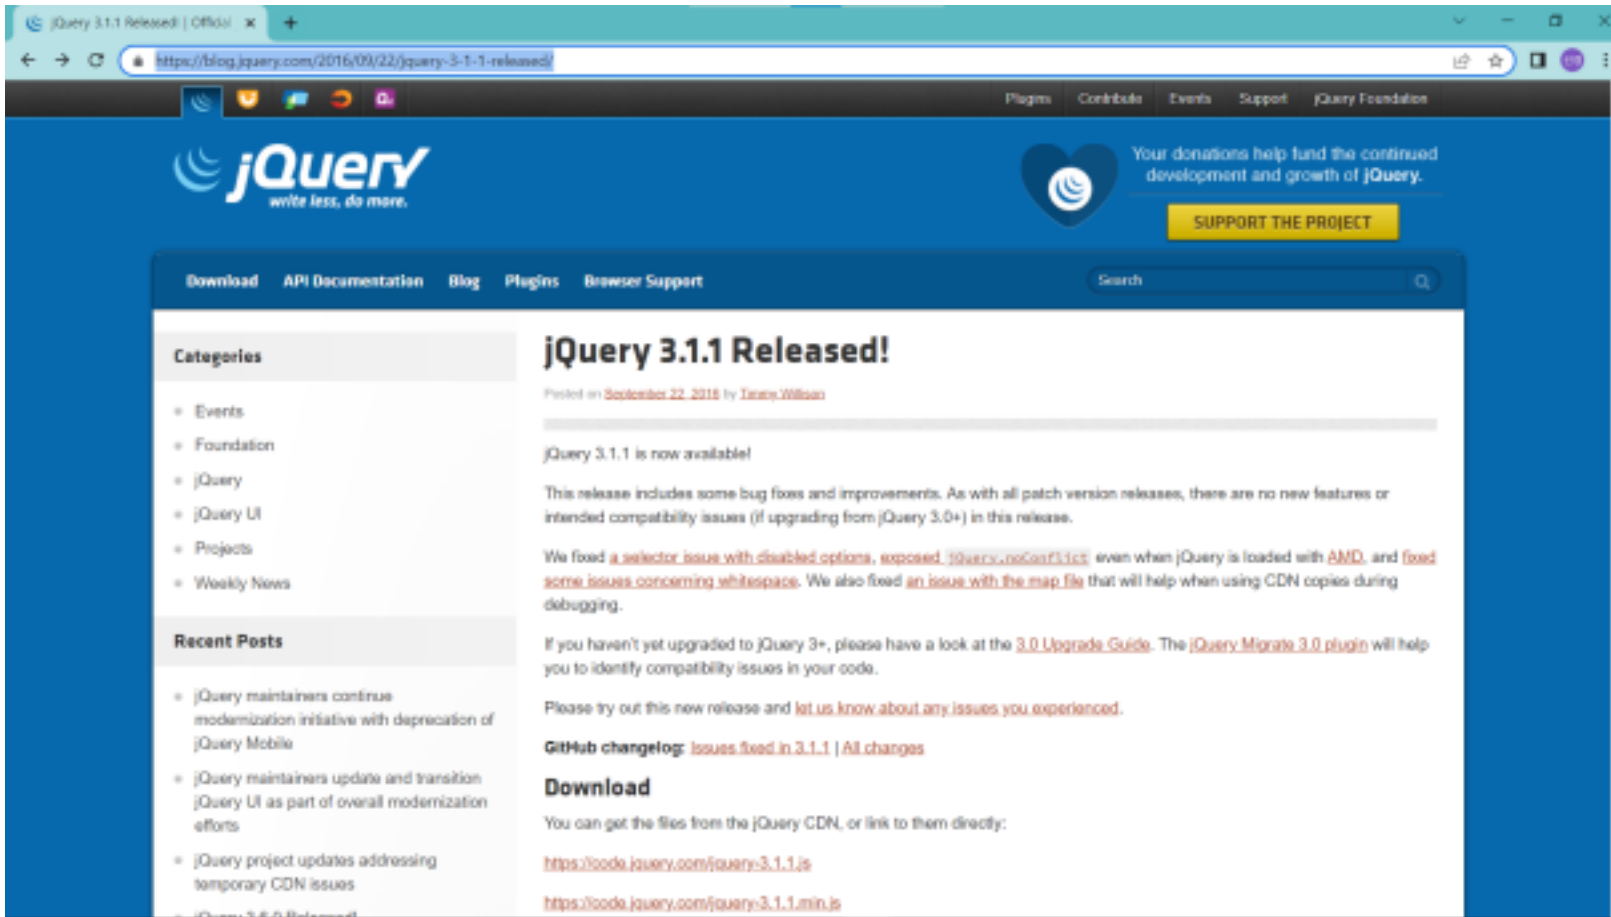 jQuery 3.1.1 Released! | Official
https://blog.jquery.com/2016/09/22/jquery-3-1-1-released/
Plugins Contribute Events Support jQuery Foundation
jQuery
write less, do more.
Your donations help fund the continued
development and growth of jQuery.
SUPPORT THE PROJECT
Download API Documentation Blog Plugins Browser Support
Search
Categories
Events
Foundation
jQuery
jQuery UI
Projects
Weekly News
Recent Posts
jQuery maintainers continue
modernization initiative with deprecation of
jQuery Mobile
jQuery maintainers update and transition
jQuery UI as part of overall modernization
efforts
jQuery project updates addressing
temporary CDN issues
jQuery 3.6.0 Released!
jQuery 3.1.1 Released!
Posted on September 22, 2016 by Timmy Willison
jQuery 3.1.1 is now available!
This release includes some bug fixes and improvements. As with all patch version releases, there are no new features or
intended compatibility issues (if upgrading from jQuery 3.0+) in this release.
We fixed a selector issue with disabled options, exposed jQuery.noConflict even when jQuery is loaded with AMD, and fixed
some issues concerning whitespace. We also fixed an issue with the map file that will help when using CDN copies during
debugging.
If you haven't yet upgraded to jQuery 3+, please have a look at the 3.0 Upgrade Guide. The jQuery Migrate 3.0 plugin will help
you to identify compatibility issues in your code.
Please try out this new release and let us know about any issues you experienced.
GitHub changelog: Issues fixed in 3.1.1 | All changes
Download
You can get the files from the jQuery CDN, or link to them directly:
https://code.jquery.com/jquery-3.1.1.js
https://code.jquery.com/jquery-3.1.1.min.js